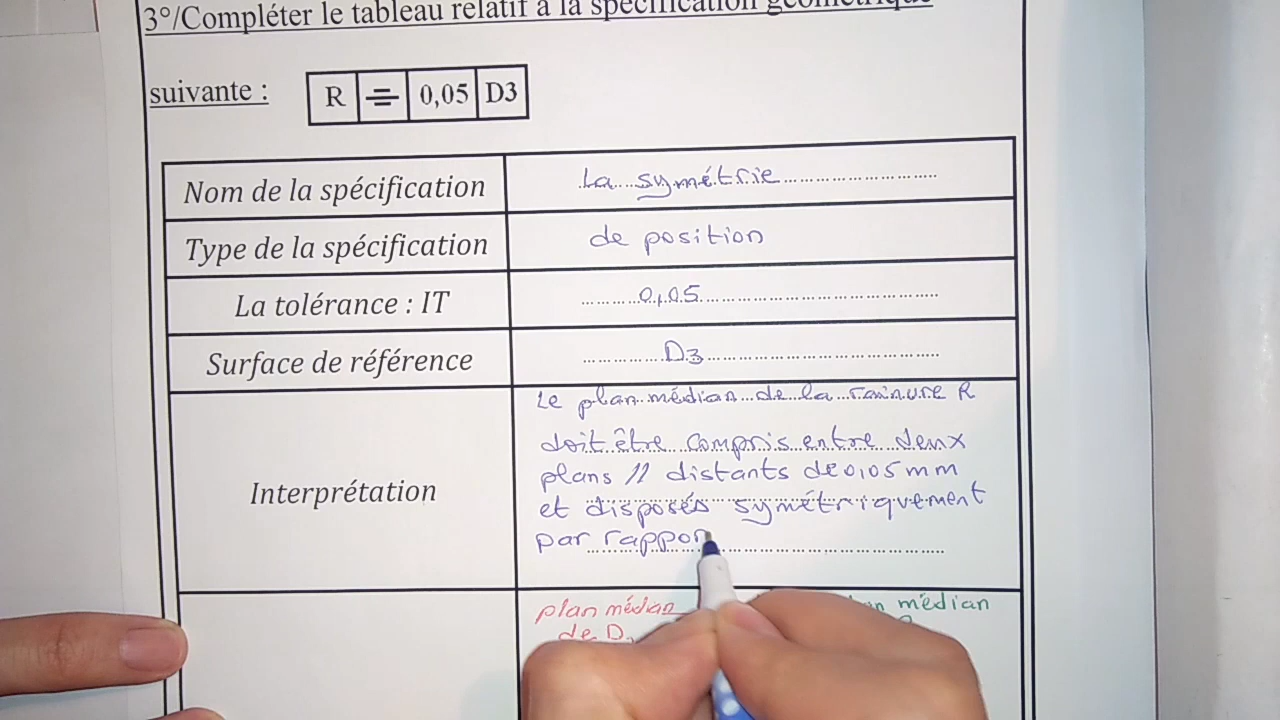 3°/Compléter le tableau relatif à la spécification géométrique
suivante : R ⌯ 0,05 D3
Nom de la spécification La symétrie
Type de la spécification de position
La tolérance : IT 0,05
Surface de référence D3
Interprétation
Le plan médian de la rainure R
doit être compris entre deux
plans // distants de 0,05 mm
et disposés symétriquement
par rappor
plan médian
médian
de D